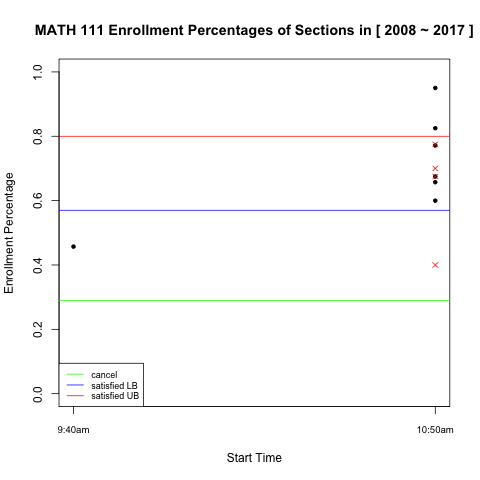 MATH 111 Enrollment Percentages of Sections in [ 2008 ~ 2017 ]
1.0
0.8
0.6
0.4
0.2
0.0
Enrollment Percentage
cancel
satisfied LB
satisfied UB
9:40am 10:50am
Start Time